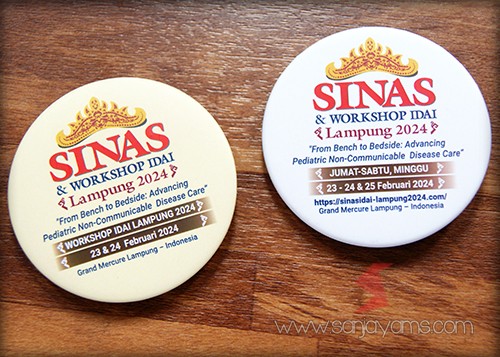 SINAS
& WORKSHOP IDAI
Lampung 2024
"From Bench to Bedside: Advancing
Pediatric Non-Communicable Disease Care"
WORKSHOP IDAI LAMPUNG 2024
23 & 24 Februari 2024
Grand Mercure Lampung – Indonesia
SINAS
& WORKSHOP IDAI
Lampung 2024
"From Bench to Bedside: Advancing
Pediatric Non-Communicable Disease Care"
JUMAT-SABTU, MINGGU
23 - 24 & 25 Februari 2024
https://sinasidai-lampung2024.com/
Grand Mercure Lampung – Indonesia
www.sanjayams.com